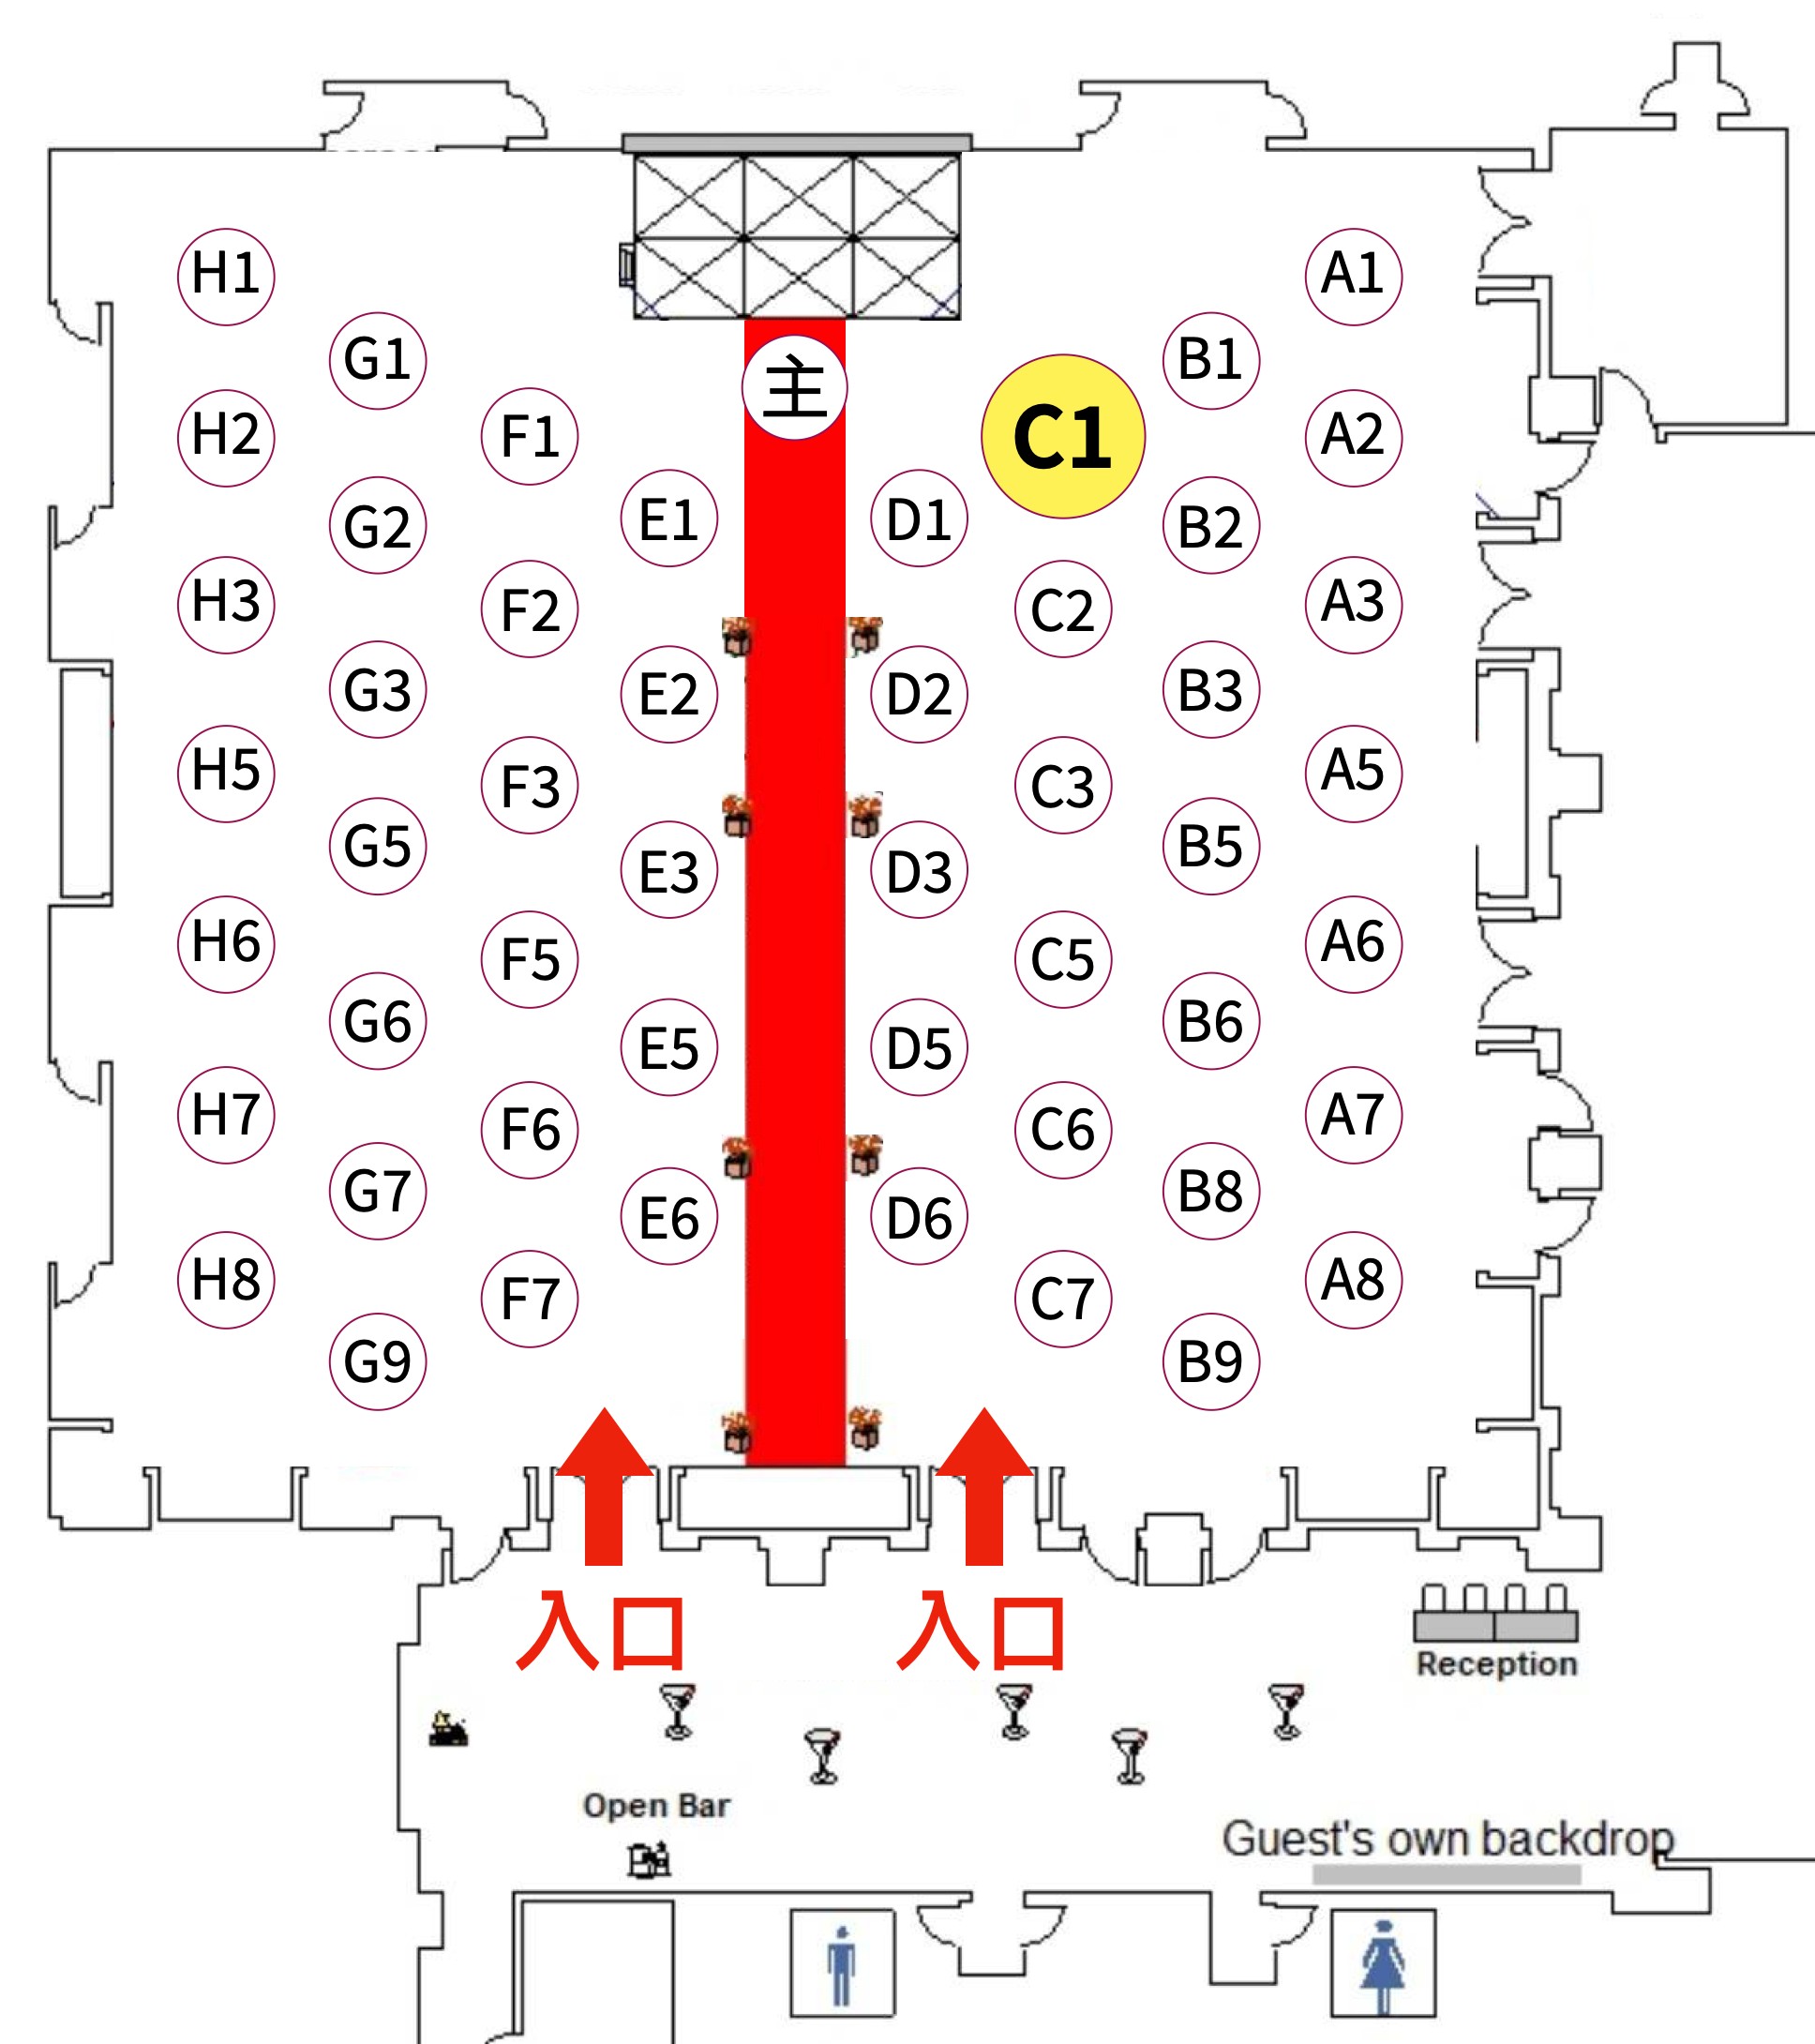 H1
A1
G1
B1
主
H2
F1
C1
A2
E1
D1
G2
B2
H3
F2
C2
A3
G3
E2
D2
B3
H5
F3
C3
A5
G5
E3
D3
B5
H6
F5
C5
A6
G6
E5
D5
B6
H7
F6
C6
A7
G7
E6
D6
B8
H8
F7
C7
A8
G9
B9
入口
入口
Reception
Open Bar
Guest's own backdrop